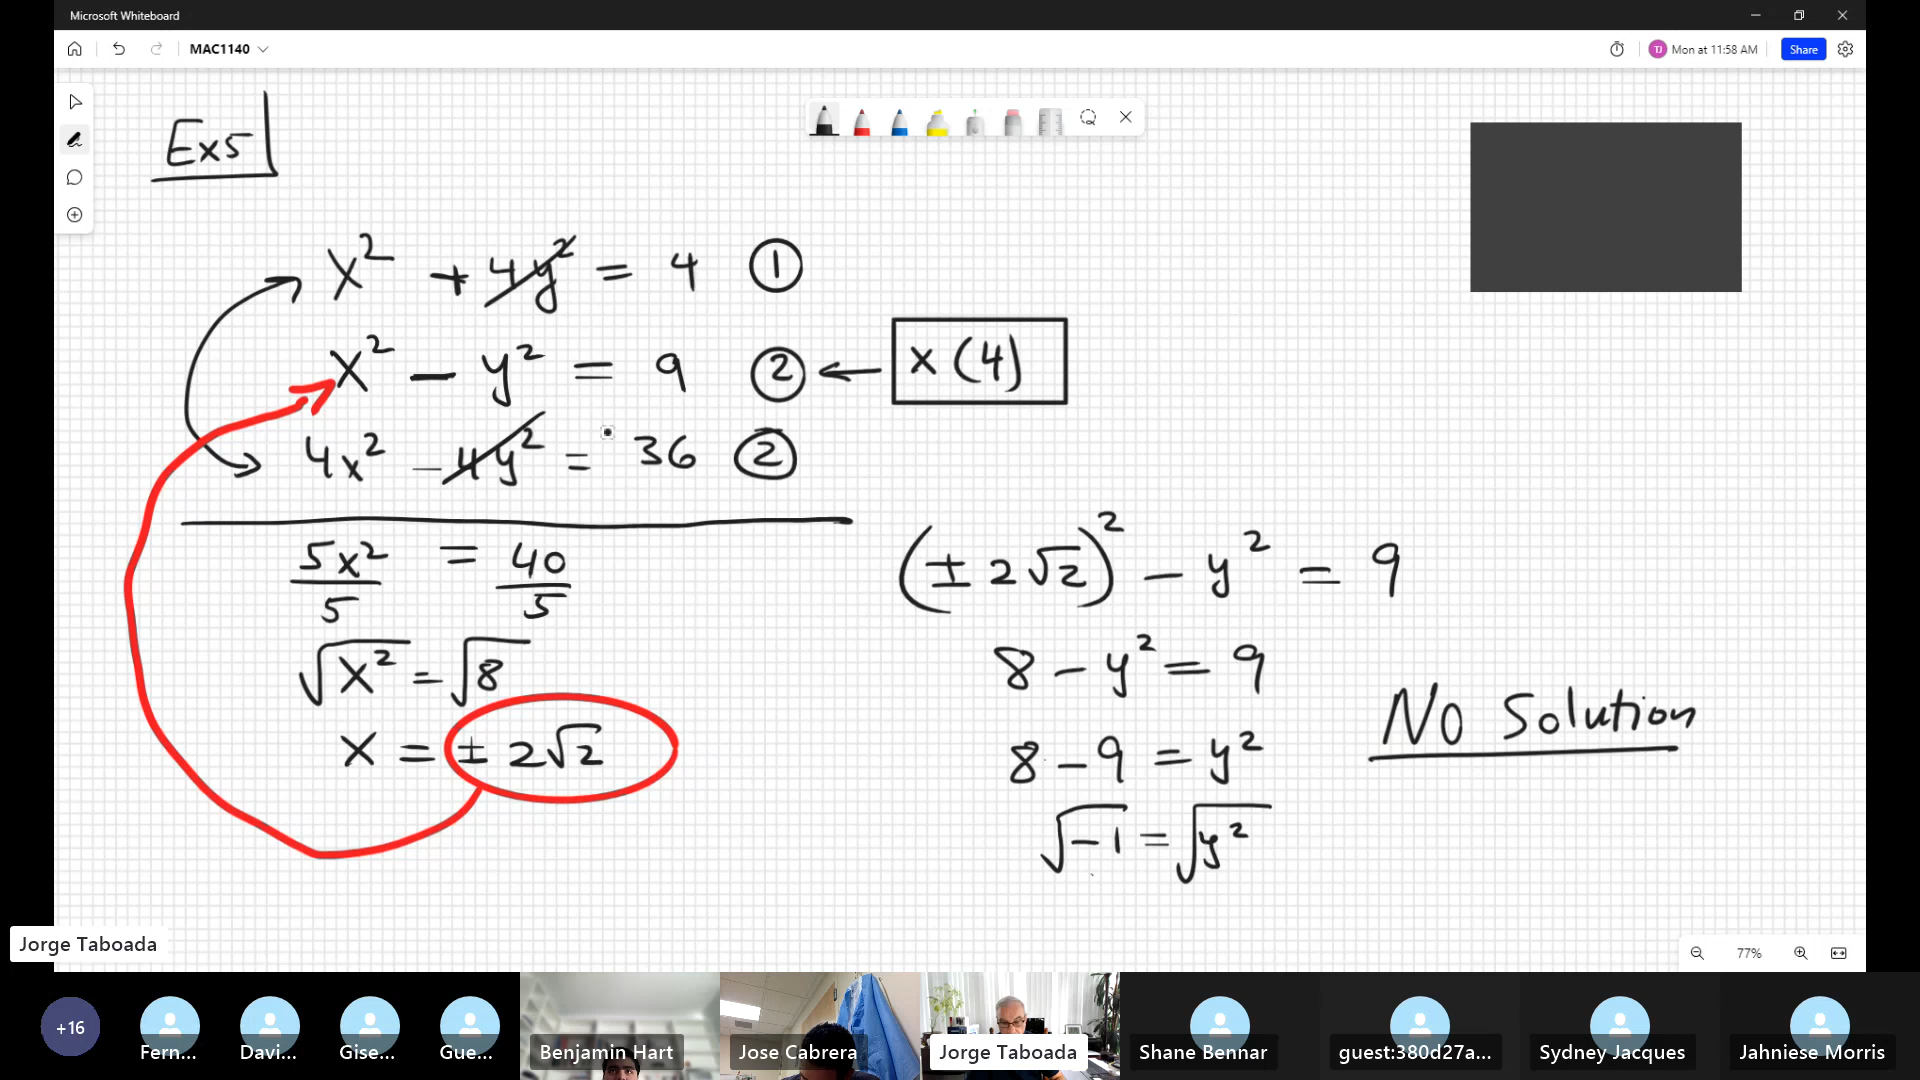 Microsoft Whiteboard
MAC1140
TJ Mon at 11:58 AM Share
Ex5
x² + 4y² = 4 ①
x² − y² = 9 ② ← x (4)
4x² − 4y² = 36 ②
5x² = 40
5 5
√x² = √8
x = ± 2√2
(± 2√2)² − y² = 9
8 − y² = 9
8 − 9 = y²
√−1 = √y²
No Solution
77%
Jorge Taboada
+16
Fern...
Davi...
Gise...
Gue...
Benjamin Hart
Jose Cabrera
Jorge Taboada
Shane Bennar
guest:380d27a...
Sydney Jacques
Jahniese Morris